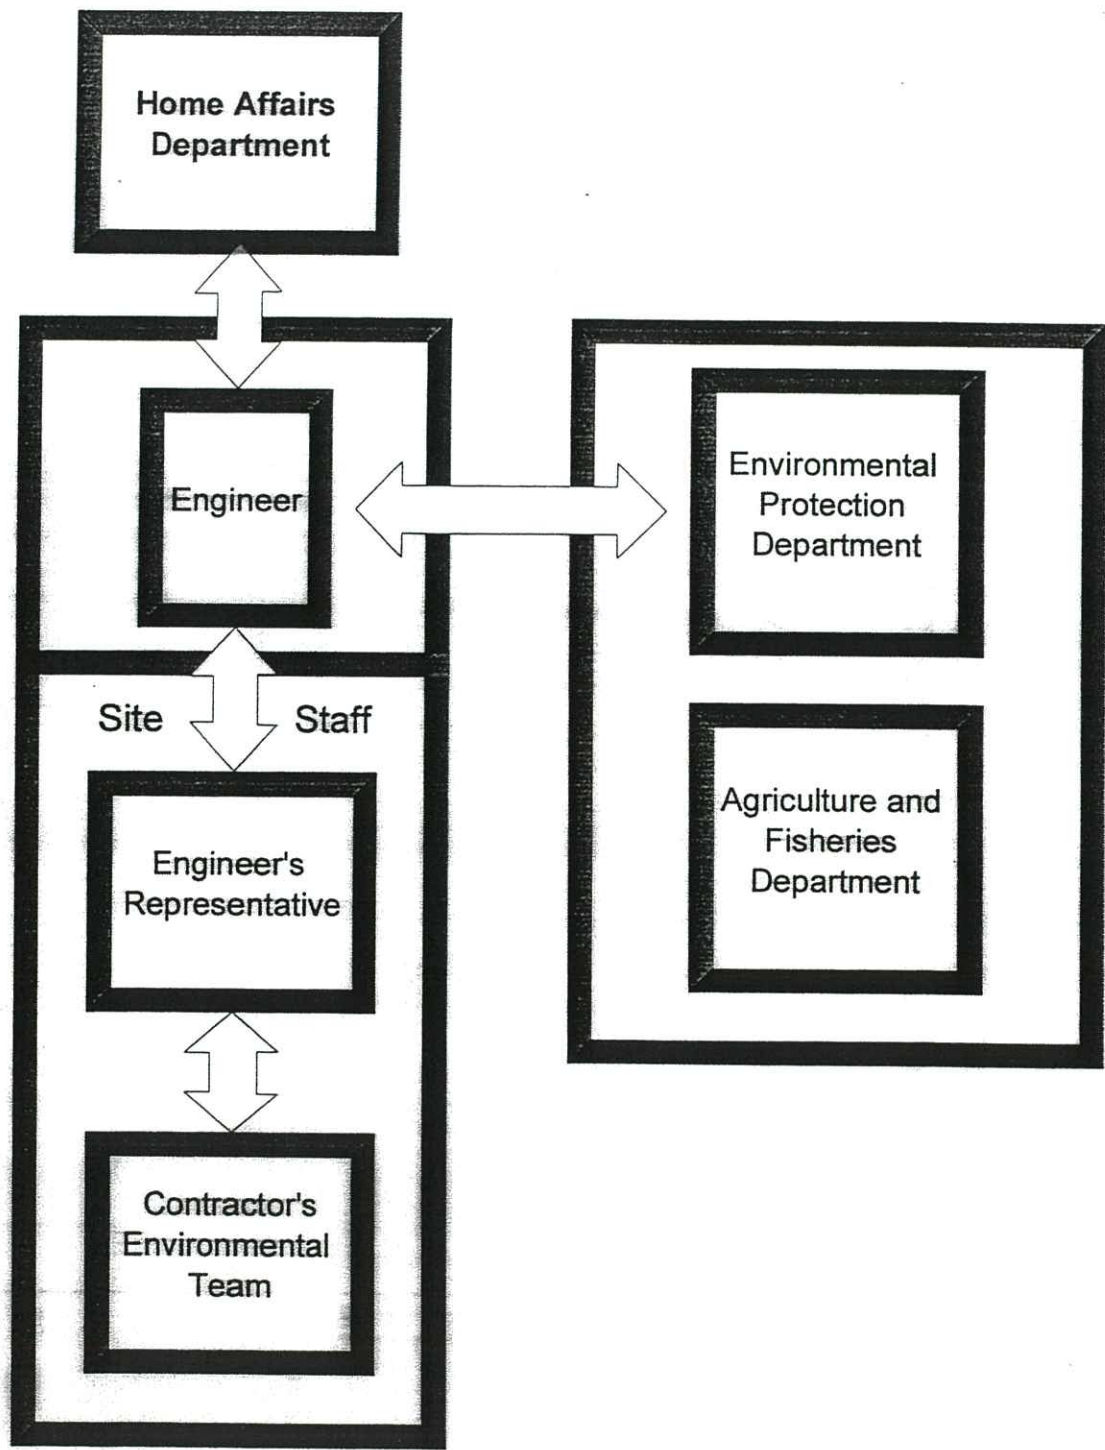 Home Affairs
Department
Engineer
Environmental
Protection
Department
Site Staff
Engineer's
Representative
Agriculture and
Fisheries
Department
Contractor's
Environmental
Team